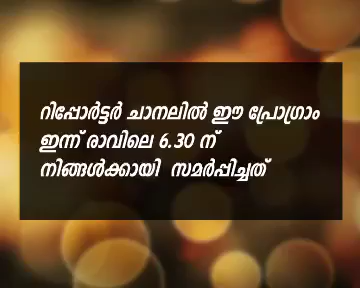 റിപ്പോർട്ടർ ചാനലിൽ ഈ പ്രോഗ്രാം
ഇന്ന് രാവിലെ 6.30 ന്
നിങ്ങൾക്കായി സമർപ്പിച്ചത്